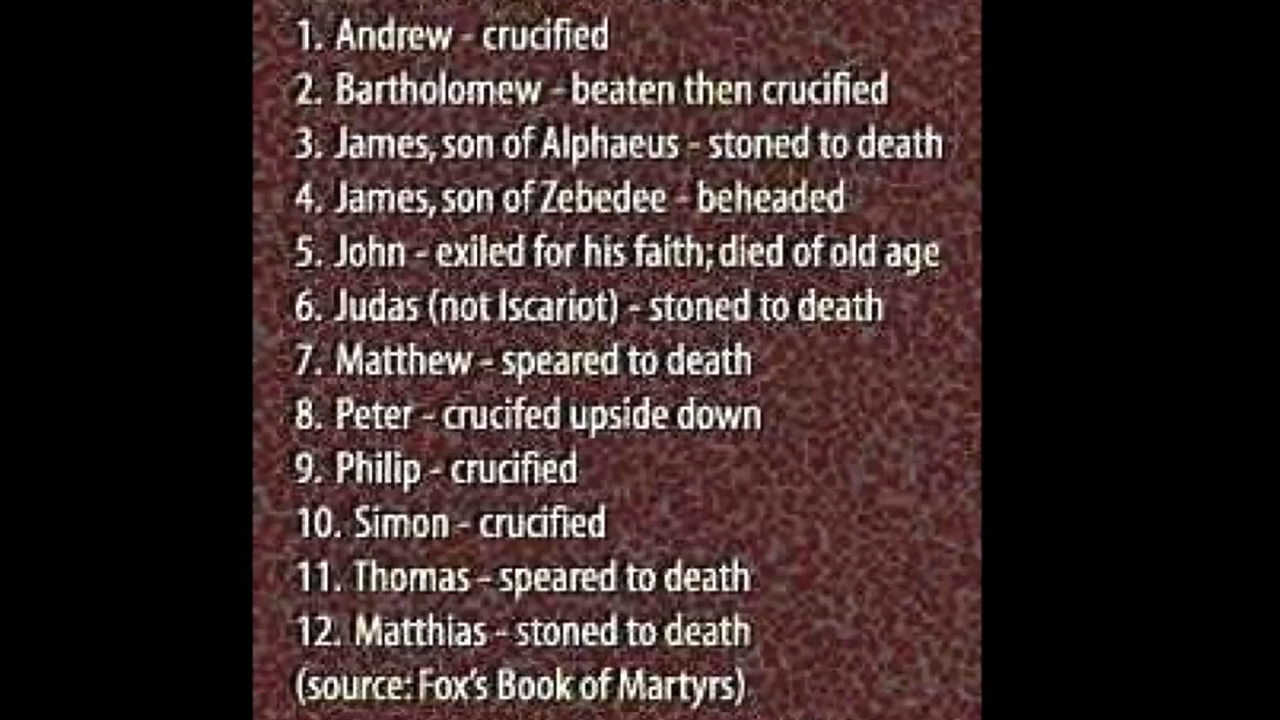 1. Andrew - crucified
2. Bartholomew - beaten then crucified
3. James, son of Alphaeus - stoned to death
4. James, son of Zebedee - beheaded
5. John - exiled for his faith; died of old age
6. Judas (not Iscariot) - stoned to death
7. Matthew - speared to death
8. Peter - crucifed upside down
9. Philip - crucified
10. Simon - crucified
11. Thomas - speared to death
12. Matthias - stoned to death
(source: Fox's Book of Martyrs)